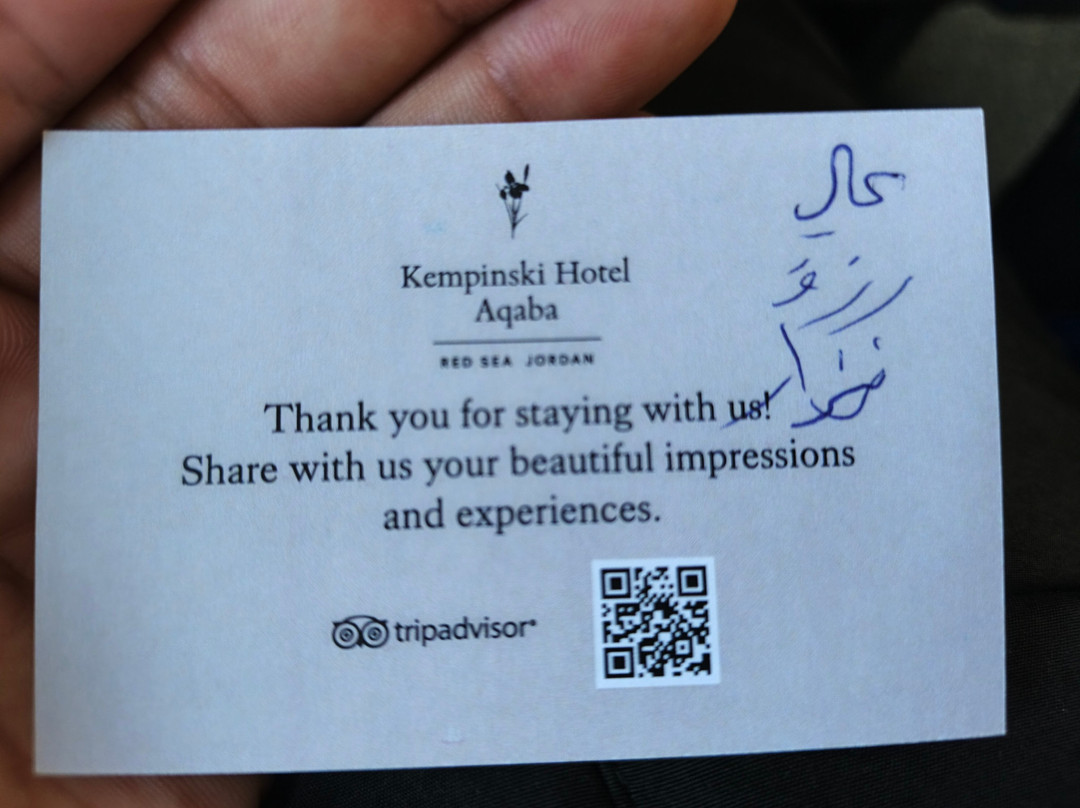 Kempinski Hotel
Aqaba
RED SEA JORDAN
Thank you for staying with us!
Share with us your beautiful impressions
and experiences.
tripadvisor